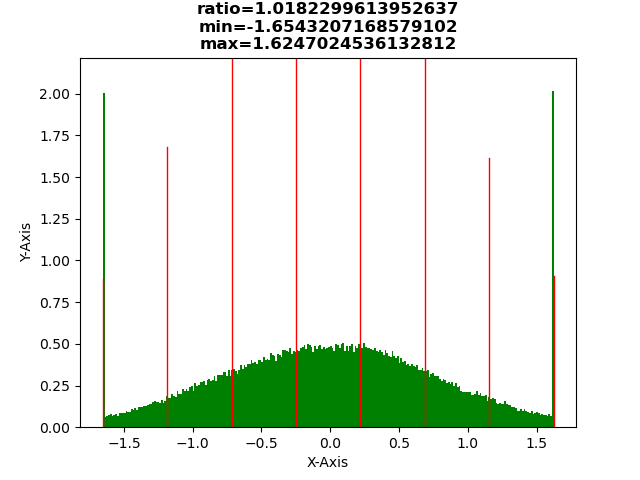 ratio=1.0182299613952637
min=-1.6543207168579102
max=1.6247024536132812
2.00
1.75
1.50
1.25
1.00
0.75
0.50
0.25
0.00
Y-Axis
−1.5 −1.0 −0.5 0.0 0.5 1.0 1.5
X-Axis